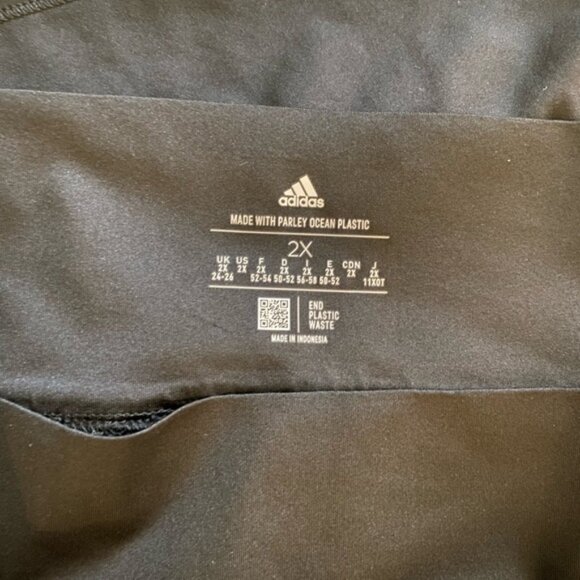 adidas
MADE WITH PARLEY OCEAN PLASTIC
2X
UK US F D I E CDN J
2X 2X 2X 2X 2X 2X 2X 2X
24-26 52-54 50-52 56-58 50-52 11XOT
END
PLASTIC
WASTE
MADE IN INDONESIA